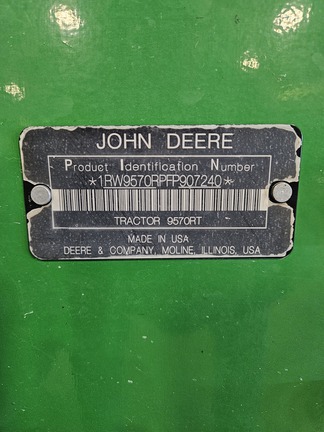 JOHN DEERE
Product Identification Number
*1RW9570RPFP907240*
TRACTOR 9570RT
MADE IN USA
DEERE & COMPANY, MOLINE, ILLINOIS, USA